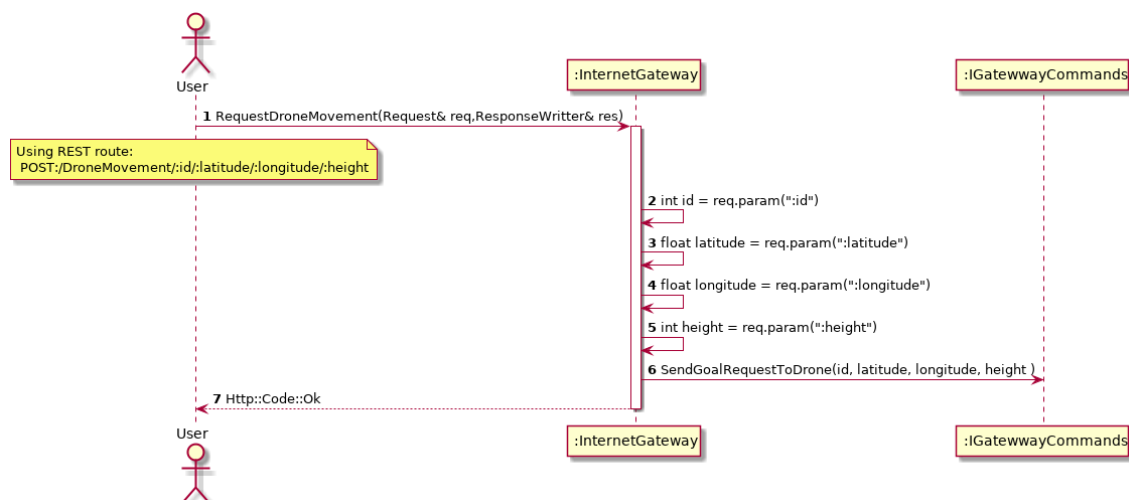 User
:InternetGateway
:IGatewwayCommands
1 RequestDroneMovement(Request& req,ResponseWritter& res)
Using REST route:
POST:/DroneMovement/:id/:latitude/:longitude/:height
2 int id = req.param(":id")
3 float latitude = req.param(":latitude")
4 float longitude = req.param(":longitude")
5 int height = req.param(":height")
6 SendGoalRequestToDrone(id, latitude, longitude, height )
7 Http::Code::Ok
User
:InternetGateway
:IGatewwayCommands